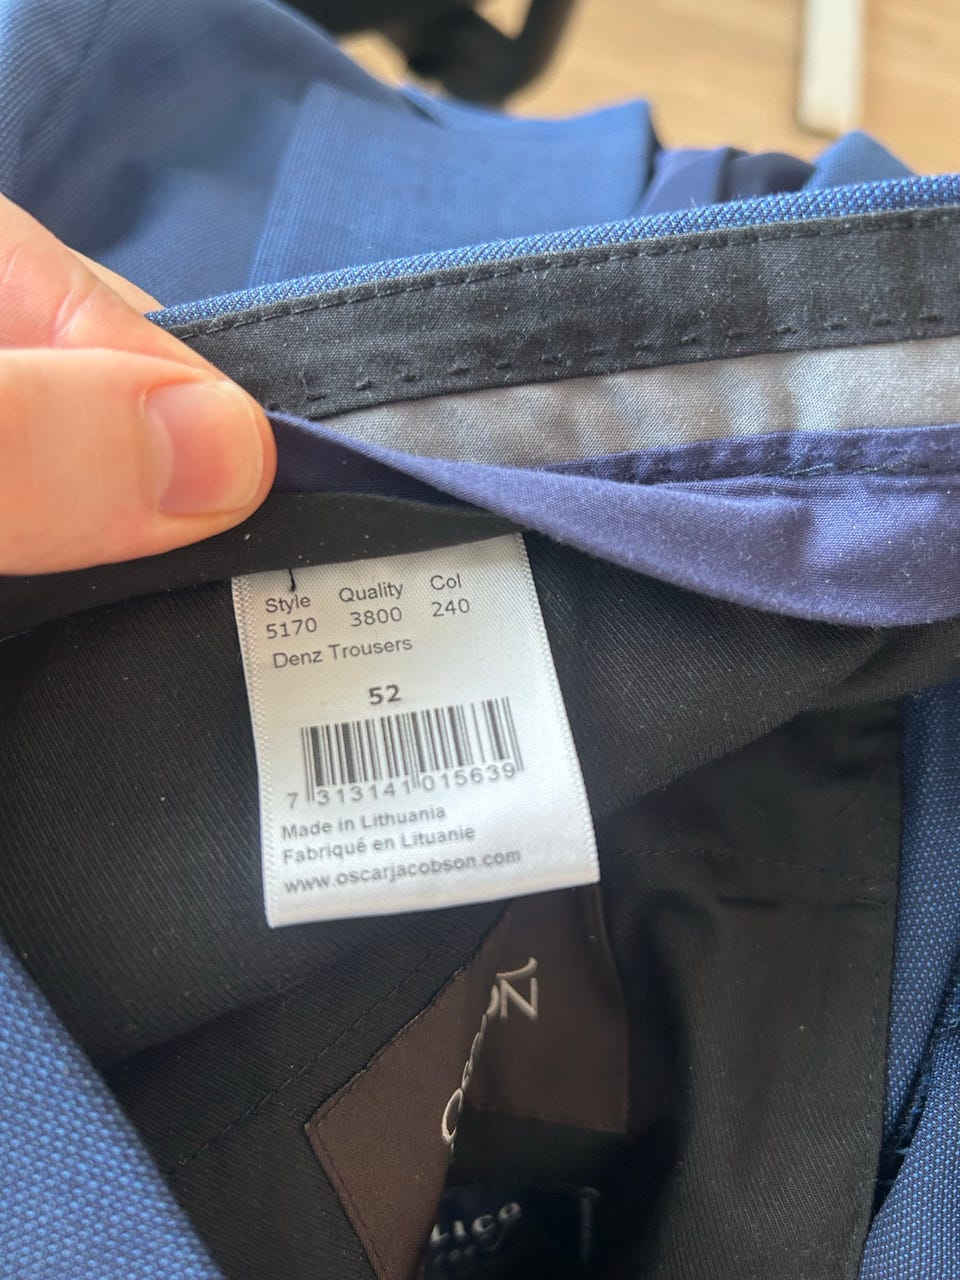 Style Quality Col
5170 3800 240
Denz Trousers
52
7 313141 015639
Made in Lithuania
Fabriqué en Lituanie
www.oscarjacobson.com